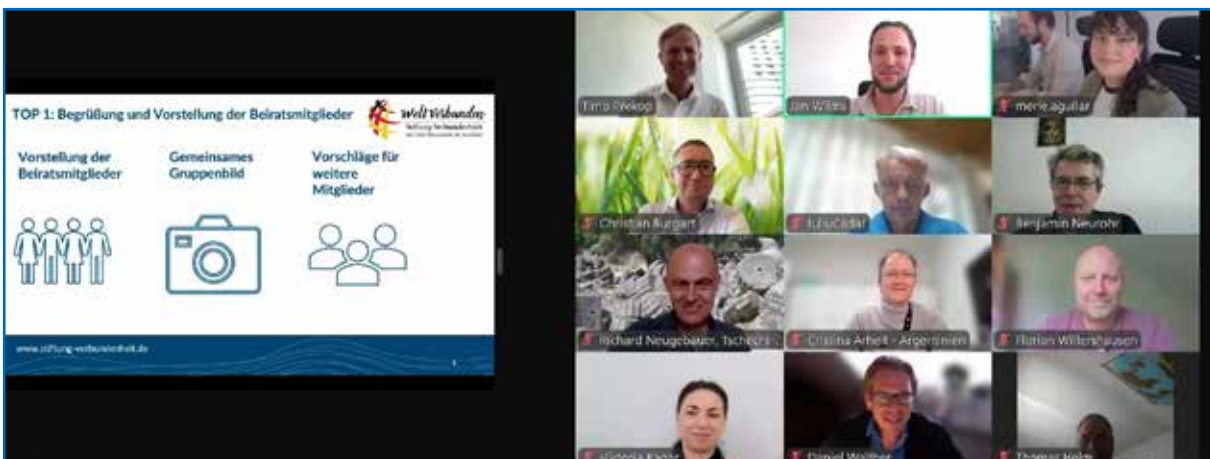 TOP 1: Begrüßung und Vorstellung der Beiratsmitglieder
Welt Verbunden
Stiftung Verbundenheit
Vorstellung der
Beiratsmitglieder
Gemeinsames
Gruppenbild
Vorschläge für
weitere
Mitglieder
www.stiftung-verbundenheit.de
Timo Prekop
Jan Wilms
merle.aguilar
Christian Burgart
Benjamin Neurohr
Richard Neugebauer, Tschechi
Cristina Arheit - Argentinien
Florian Willershausen
Daniel Walther
Thomas Helm